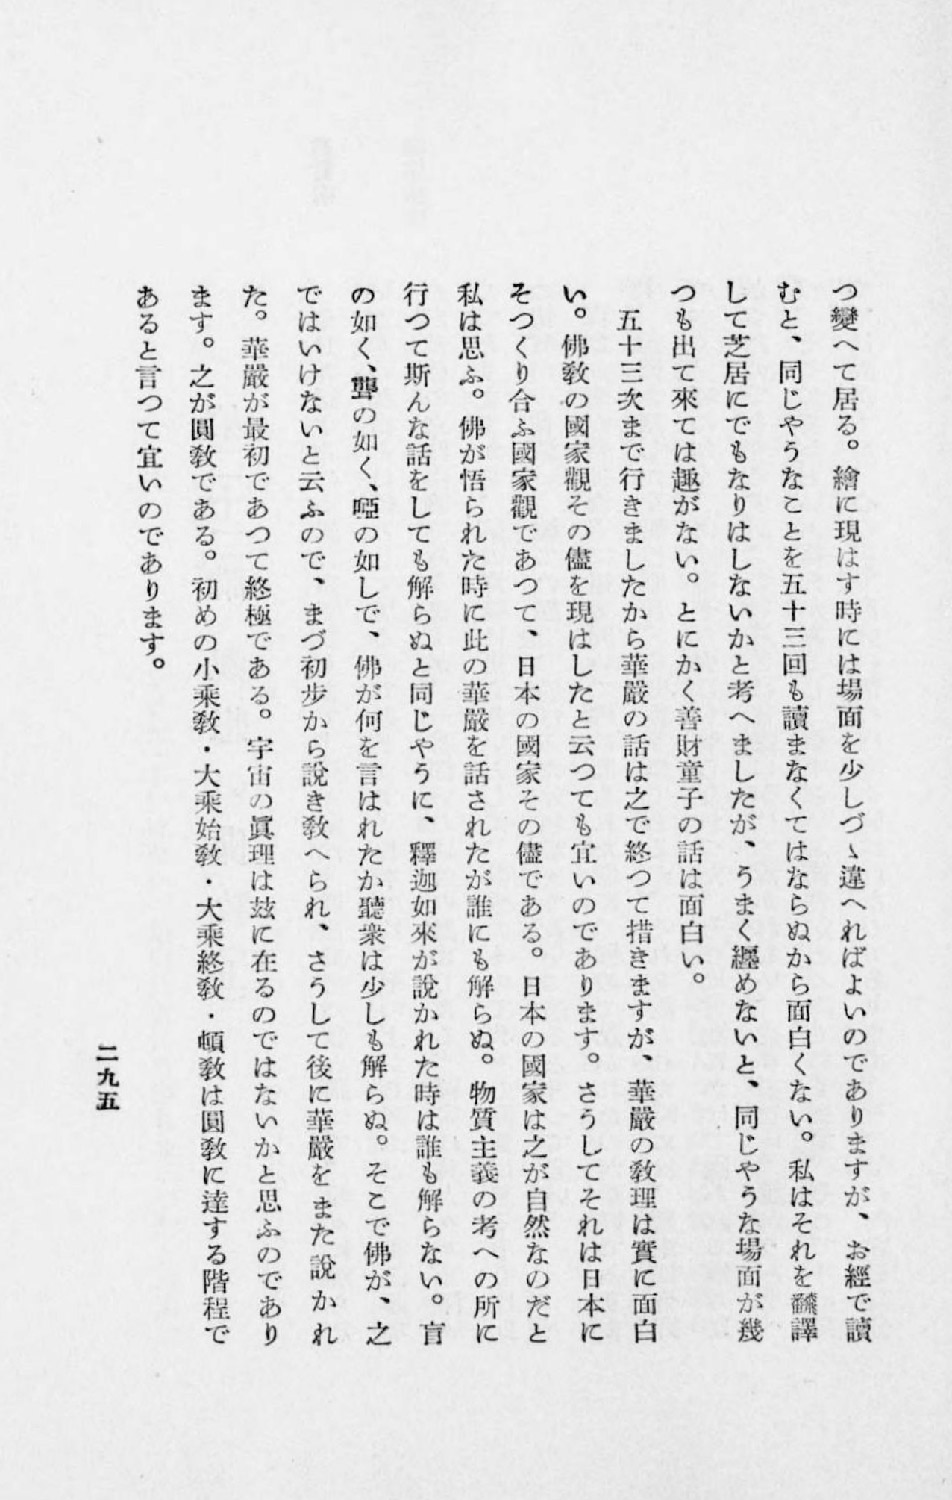 つ變へて居る。繪に現はす時には場面を少しづゝ違へればよいのでありますが、お經で讀
むと、同じやうなことを五十三回も讀まなくてはならぬから面白くない。私はそれを飜譯
して芝居にでもなりはしないかと考へましたが、うまく纒めないと、同じやうな場面が幾
つも出て來ては趣がない。とにかく善財童子の話は面白い。
五十三次まで行きましたから華嚴の話は之で終つて措きますが、華嚴の敎理は實に面白
い。佛敎の國家觀その儘を現はしたと云つても宜いのであります。さうしてそれは日本に
そつくり合ふ國家觀であつて、日本の國家その儘である。日本の國家は之が自然なのだと
私は思ふ。佛が悟られた時に此の華嚴を話されたが誰にも解らぬ。物質主義の考への所に
行つて斯んな話をしても解らぬと同じやうに、釋迦如來が說かれた時は誰も解らない。盲
の如く、聾の如く、啞の如しで、佛が何を言はれたか聽衆は少しも解らぬ。そこで佛が、之
ではいけないと云ふので、まづ初步から說き敎へられ、さうして後に華嚴をまた說かれ
た。華嚴が最初であつて終極である。宇宙の眞理は玆に在るのではないかと思ふのであり
ます。之が圓敎である。初めの小乘敎・大乘始敎・大乘終敎・頓敎は圓敎に達する階程で
あると言つて宜いのであります。
二九五